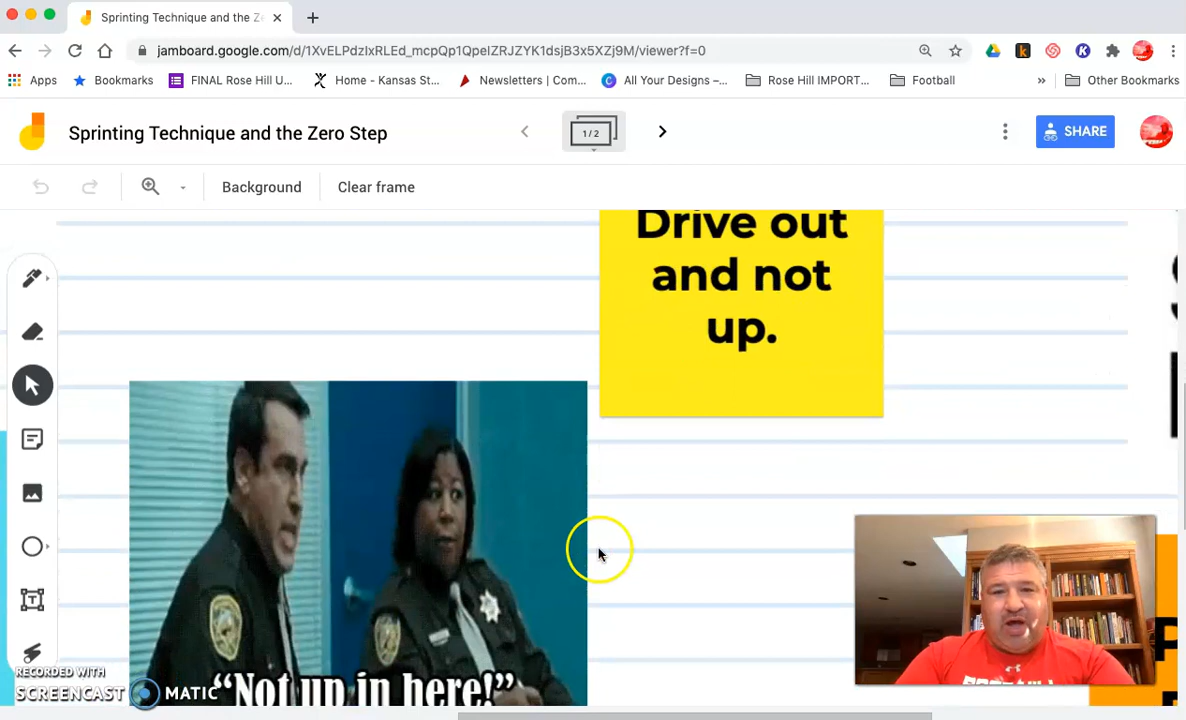 Sprinting Technique and the Z
jamboard.google.com/d/1XvELPdzIxRLEd_mcpQp1QpeIZRJZYK1dsjB3x5XZj9M/viewer?f=0
Apps Bookmarks FINAL Rose Hill U... Home - Kansas St... Newsletters | Com... All Your Designs –... Rose Hill IMPORT... Football » Other Bookmarks
Sprinting Technique and the Zero Step
1 / 2
SHARE
Background Clear frame
Drive out
and not
up.
"Not up in here!"
RECORDED WITH
SCREENCAST MATIC